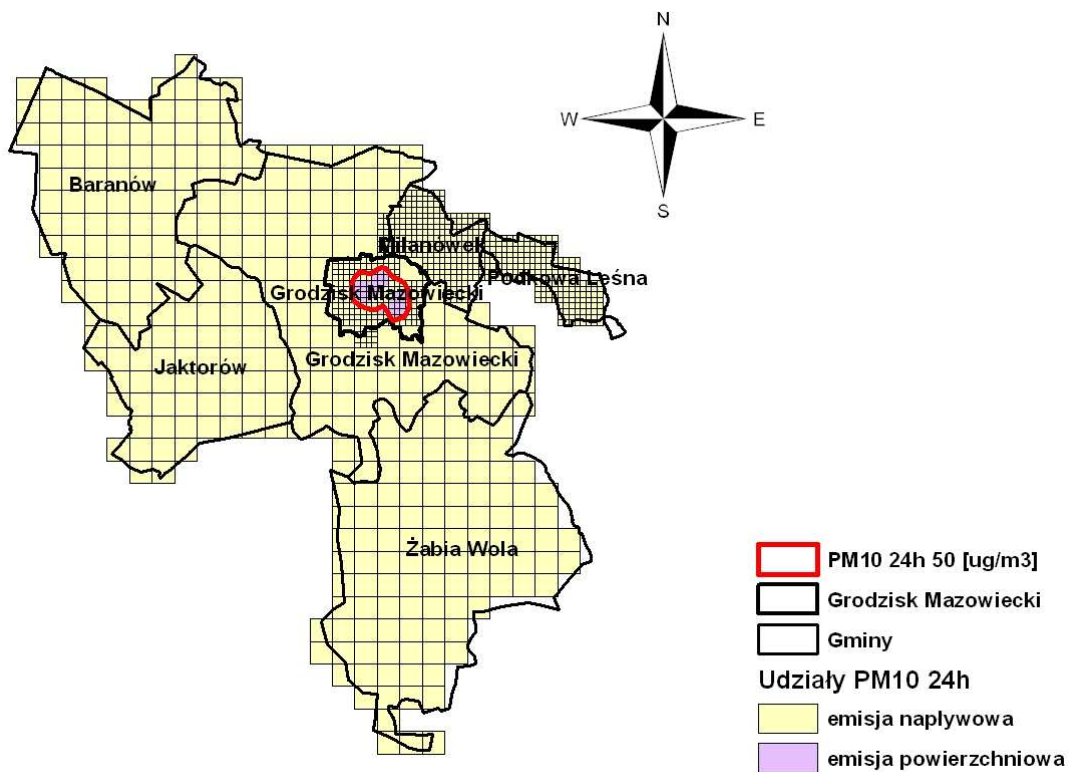 N
W
E
S
Baranów
Milanówek
Podkowa Leśna
Grodzisk Mazowiecki
Jaktorów
Grodzisk Mazowiecki
Żabia Wola
PM10 24h 50 [ug/m3]
Grodzisk Mazowiecki
Gminy
Udziały PM10 24h
emisja naplywowa
emisja powierzchniowa